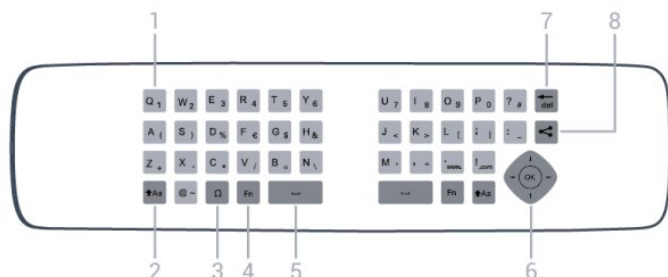 1 7 8
Q 1 W 2 E 3 R 4 T 5 Y 6 U 7 I 8 O 9 P 0 ? # del
A ( S ) D % F € G $ H & J < K > L [ ; ] : _
Z + X - C * V / B " N \ M ' , " . www. ! .com OK
Aa @ ~ Ω Fn Fn Aa
2 3 4 5 6